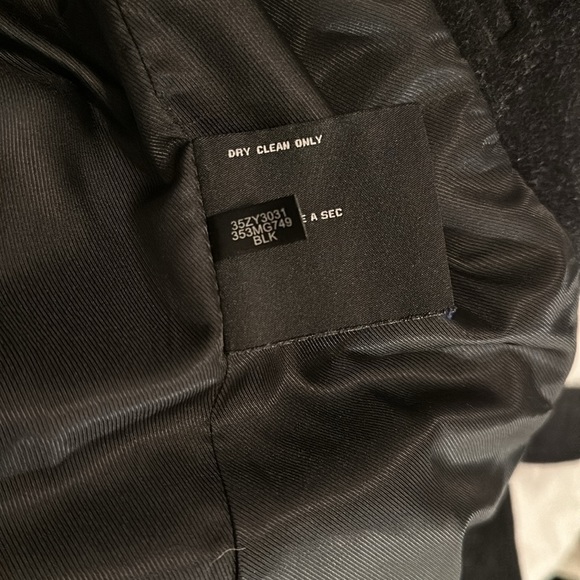 DRY CLEAN ONLY
35ZY3031
353MG749
BLK
E A SEC